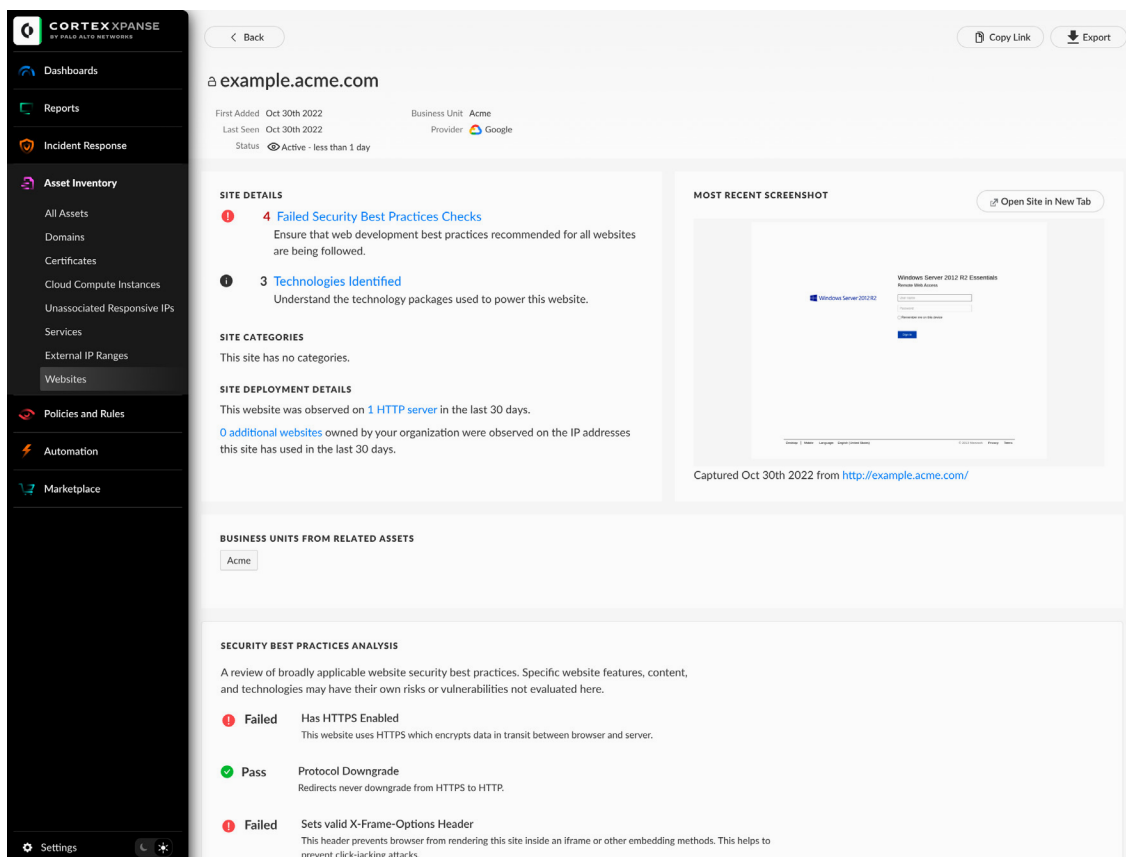 CORTEX XPANSE
BY PALO ALTO NETWORKS
Dashboards
Reports
Incident Response
Asset Inventory
All Assets
Domains
Certificates
Cloud Compute Instances
Unassociated Responsive IPs
Services
External IP Ranges
Websites
Policies and Rules
Automation
Marketplace
Settings
Back
Copy Link
Export
example.acme.com
First Added Oct 30th 2022
Business Unit Acme
Last Seen Oct 30th 2022
Provider Google
Status Active - less than 1 day
SITE DETAILS
4 Failed Security Best Practices Checks
Ensure that web development best practices recommended for all websites
are being followed.
3 Technologies Identified
Understand the technology packages used to power this website.
SITE CATEGORIES
This site has no categories.
SITE DEPLOYMENT DETAILS
This website was observed on 1 HTTP server in the last 30 days.
0 additional websites owned by your organization were observed on the IP addresses
this site has used in the last 30 days.
MOST RECENT SCREENSHOT
Open Site in New Tab
Windows Server 2012 R2
Windows Server 2012 R2 Essentials
Remote Web Access
Captured Oct 30th 2022 from http://example.acme.com/
BUSINESS UNITS FROM RELATED ASSETS
Acme
SECURITY BEST PRACTICES ANALYSIS
A review of broadly applicable website security best practices. Specific website features, content,
and technologies may have their own risks or vulnerabilities not evaluated here.
Failed Has HTTPS Enabled
This website uses HTTPS which encrypts data in transit between browser and server.
Pass Protocol Downgrade
Redirects never downgrade from HTTPS to HTTP.
Failed Sets valid X-Frame-Options Header
This header prevents browser from rendering this site inside an iframe or other embedding methods. This helps to
prevent click-jacking attacks